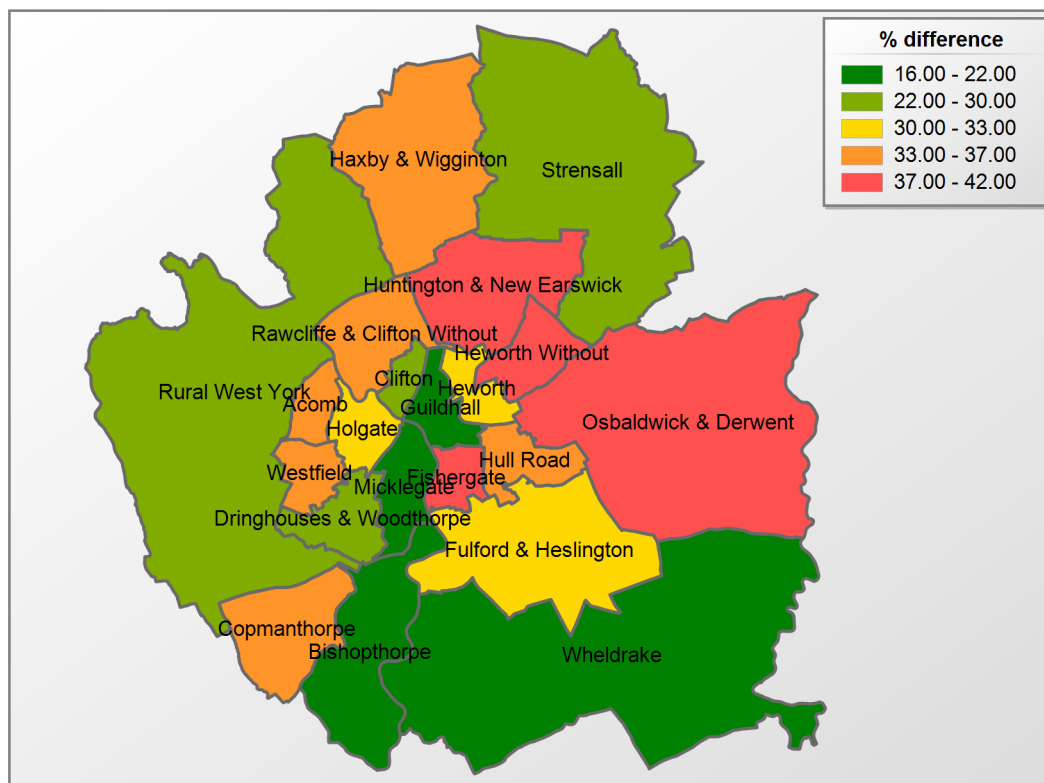 % difference
16.00 - 22.00
22.00 - 30.00
30.00 - 33.00
33.00 - 37.00
37.00 - 42.00
Haxby & Wigginton
Strensall
Huntington & New Earswick
Rawcliffe & Clifton Without
Heworth Without
Clifton
Rural West York
Heworth
Acomb
Guildhall
Osbaldwick & Derwent
Holgate
Hull Road
Westfield
Fishergate
Micklegate
Dringhouses & Woodthorpe
Fulford & Heslington
Copmanthorpe
Bishopthorpe
Wheldrake